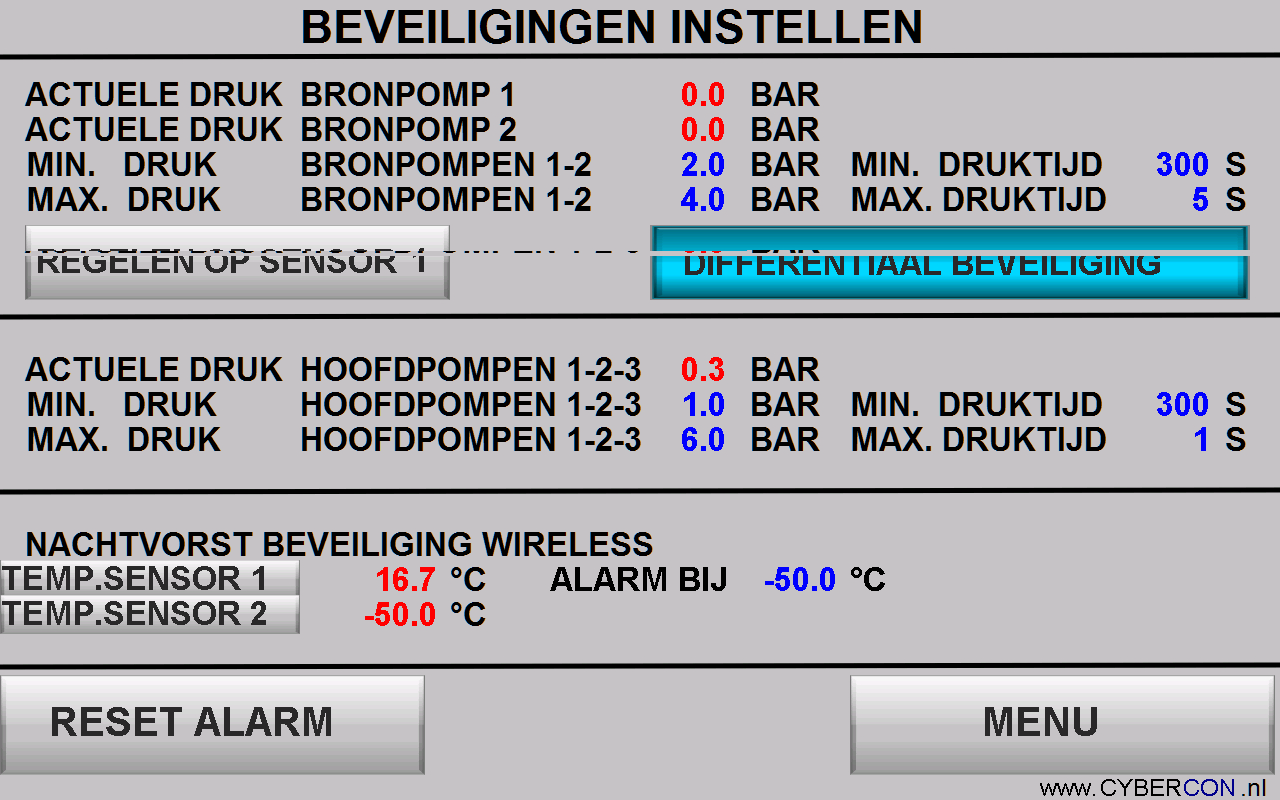 BEVEILIGINGEN INSTELLEN
ACTUELE DRUK BRONPOMP 1 0.0 BAR
ACTUELE DRUK BRONPOMP 2 0.0 BAR
MIN. DRUK BRONPOMPEN 1-2 2.0 BAR MIN. DRUKTIJD 300 S
MAX. DRUK BRONPOMPEN 1-2 4.0 BAR MAX. DRUKTIJD 5 S
REGELEN OP SENSOR 1 DIFFERENTIAAL BEVEILIGING
ACTUELE DRUK HOOFDPOMPEN 1-2-3 0.3 BAR
MIN. DRUK HOOFDPOMPEN 1-2-3 1.0 BAR MIN. DRUKTIJD 300 S
MAX. DRUK HOOFDPOMPEN 1-2-3 6.0 BAR MAX. DRUKTIJD 1 S
NACHTVORST BEVEILIGING WIRELESS
TEMP.SENSOR 1 16.7 °C ALARM BIJ -50.0 °C
TEMP.SENSOR 2 -50.0 °C
RESET ALARM MENU
www.CYBERCON.nl